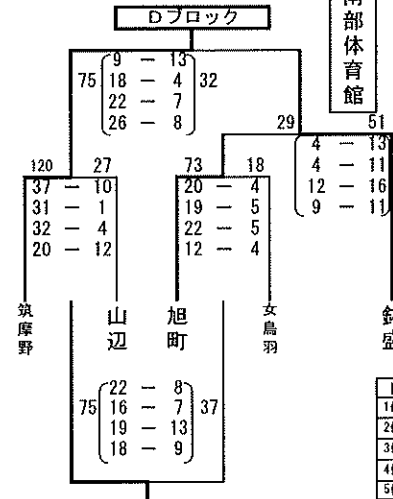 Dブロック
南部体育館
75 9 － 13 32
18 － 4
22 － 7
26 － 8
29 51
4 － 13
4 － 11
12 － 16
9 － 11
120 27
37 － 10
31 － 1
32 － 4
20 － 12
73 18
20 － 4
19 － 5
22 － 5
12 － 4
筑摩野
山辺
旭町
女鳥羽
鉢盛
75 22 － 8 37
16 － 7
19 － 13
18 － 9